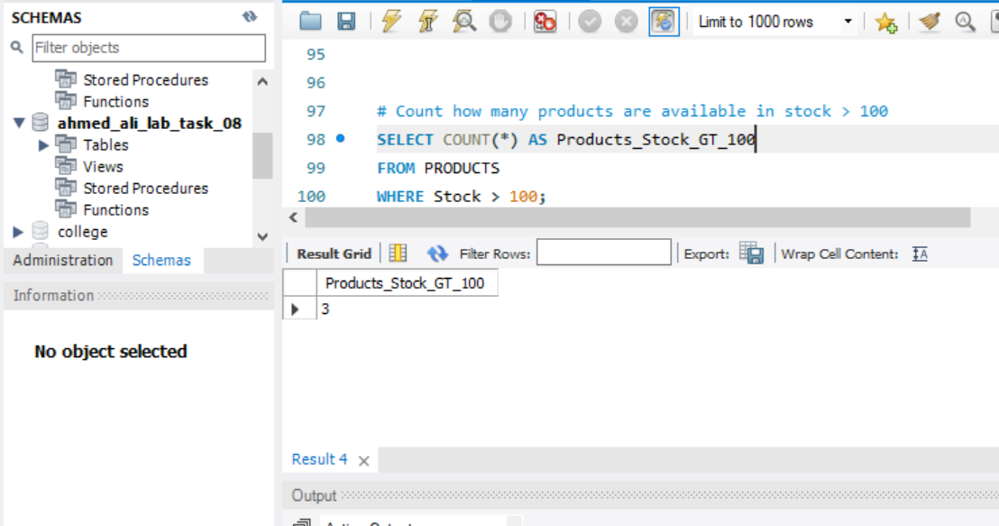 SCHEMAS
Filter objects
Stored Procedures
Functions
ahmed_ali_lab_task_08
Tables
Views
Stored Procedures
Functions
college
Administration Schemas
Information
No object selected
Limit to 1000 rows
95
96
97 # Count how many products are available in stock > 100
98 SELECT COUNT(*) AS Products_Stock_GT_100
99 FROM PRODUCTS
100 WHERE Stock > 100;
Result Grid Filter Rows: Export: Wrap Cell Content:
Products_Stock_GT_100
3
Result 4
Output